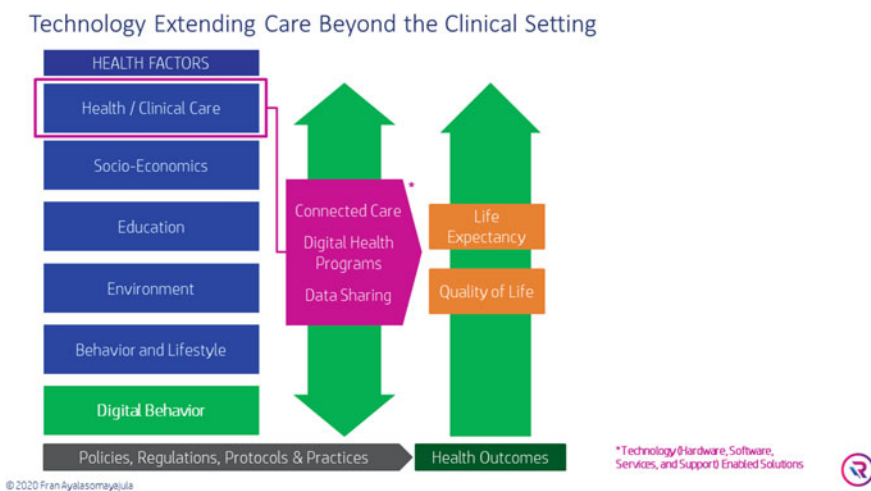 Technology Extending Care Beyond the Clinical Setting
HEALTH FACTORS
Health / Clinical Care
Socio-Economics
Education
Environment
Behavior and Lifestyle
Digital Behavior
*
Connected Care
Digital Health
Programs
Data Sharing
Life
Expectancy
Quality of Life
Policies, Regulations, Protocols & Practices
Health Outcomes
*Technology (Hardware, Software,
Services, and Support) Enabled Solutions
© 2020 Fran Ayalasomayajula